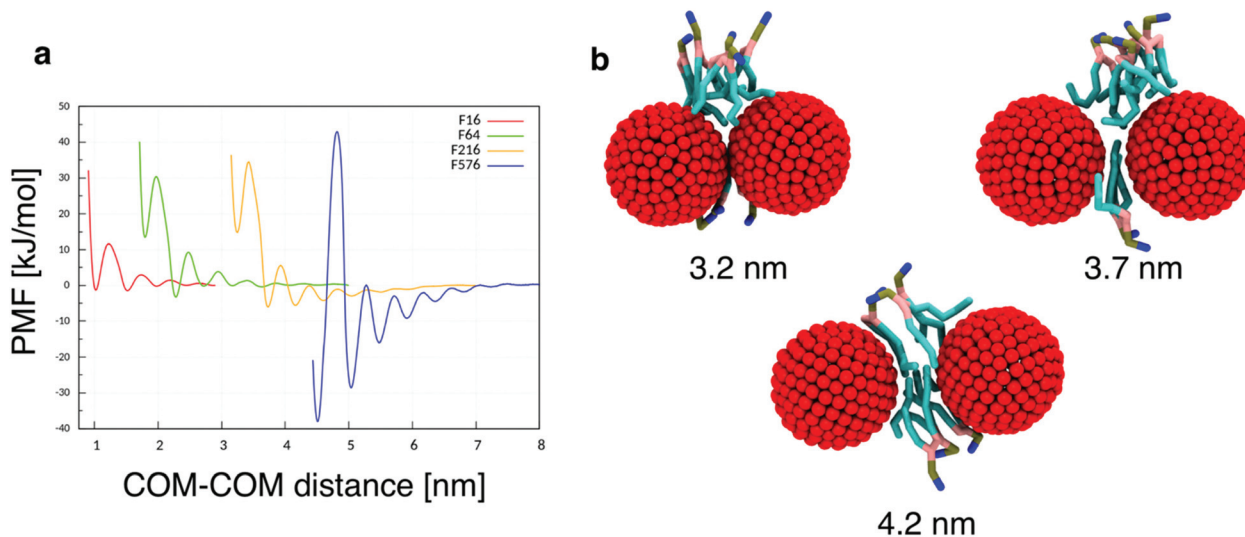 a
b
PMF [kJ/mol]
50
40
30
20
10
0
-10
-20
-30
-40
1 2 3 4 5 6 7 8
COM-COM distance [nm]
F16
F64
F216
F576
3.2 nm
3.7 nm
4.2 nm